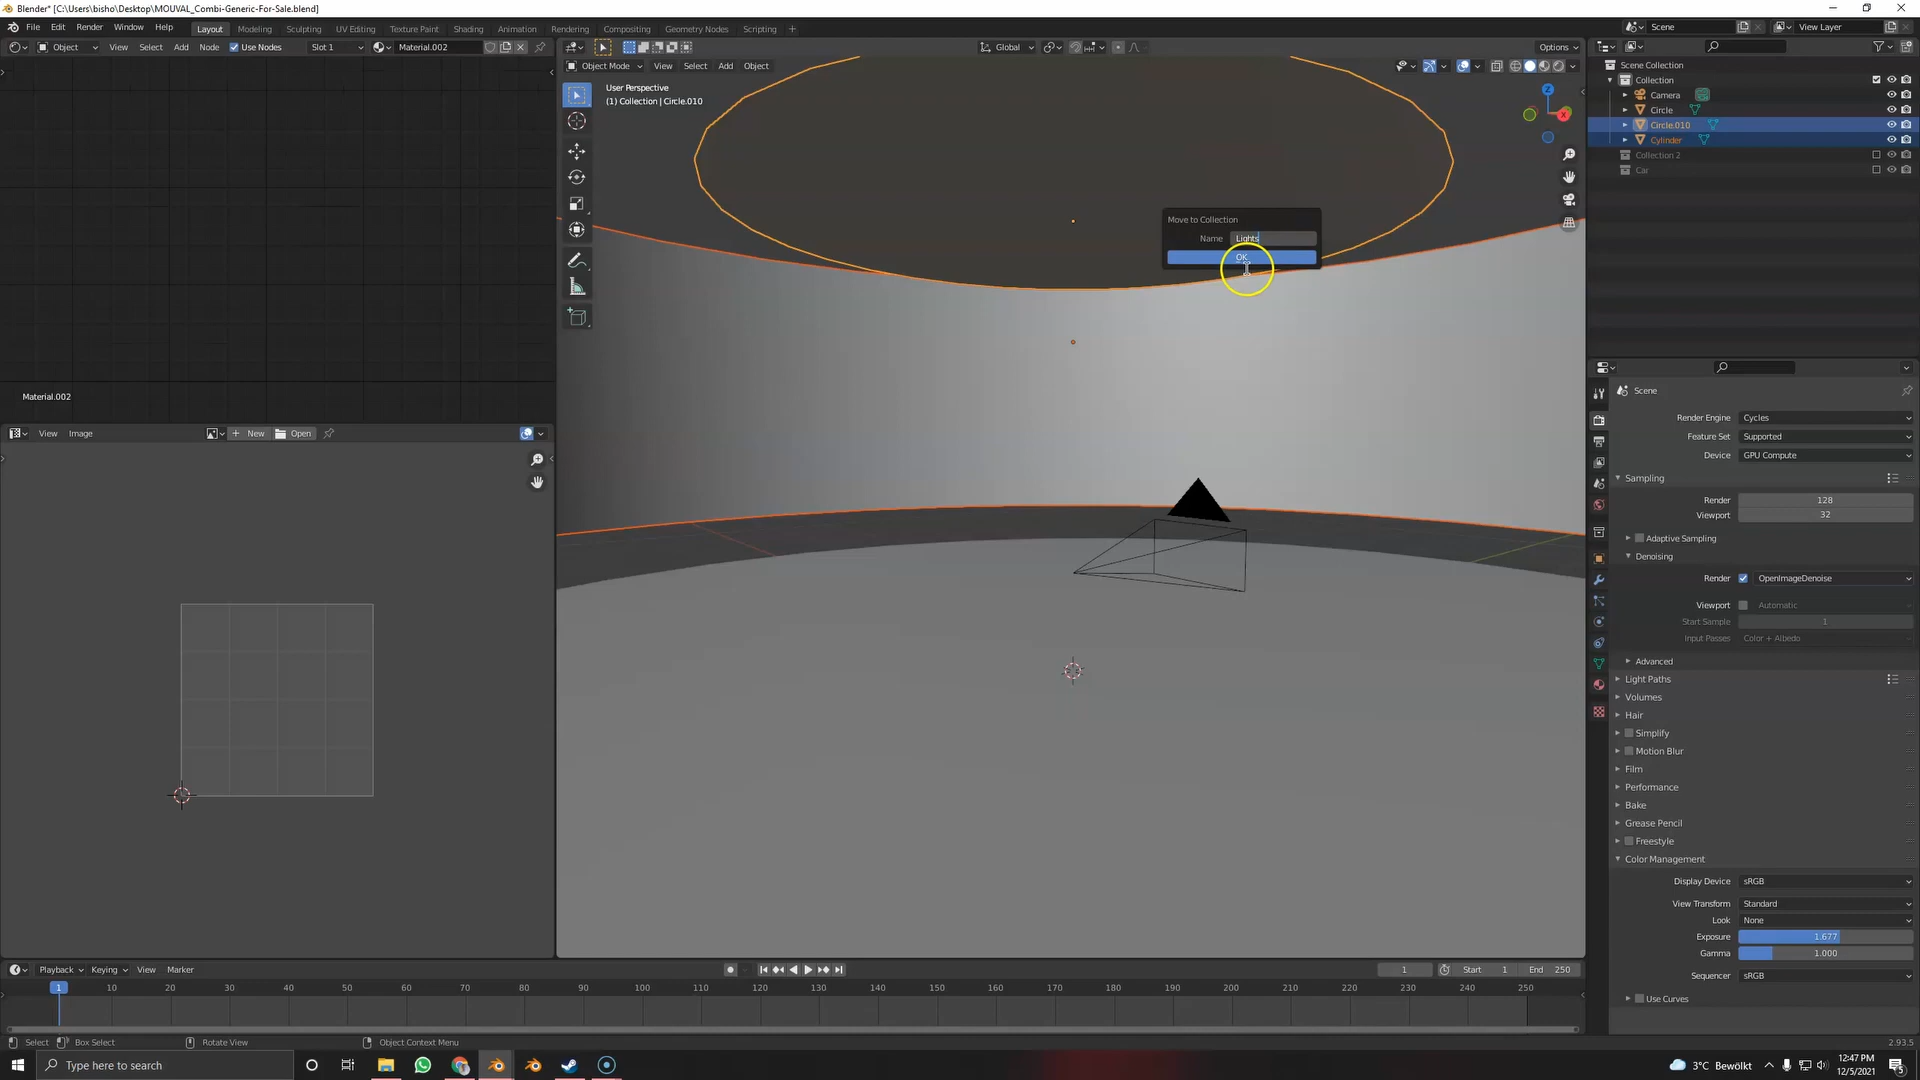 Blender* [C:\Users\bisho\Desktop\MOUVAL_Combi-Generic-For-Sale.blend]
File Edit Render Window Help Layout Modeling Sculpting UV Editing Texture Paint Shading Animation Rendering Compositing Geometry Nodes Scripting + Scene View Layer
Object View Select Add Node Use Nodes Slot 1 Material.002 Global Options
Object Mode View Select Add Object
User Perspective
(1) Collection | Circle.010
Scene Collection
Collection
Camera
Circle
Circle.010
Cylinder
Collection 2
Car
Z
X
Move to Collection
Name Lights
OK
Material.002
View Image + New Open
Scene
Render Engine Cycles
Feature Set Supported
Device GPU Compute
Sampling
Render 128
Viewport 32
Adaptive Sampling
Denoising
Render OpenImageDenoise
Viewport Automatic
Start Sample 1
Input Passes Color + Albedo
Advanced
Light Paths
Volumes
Hair
Simplify
Motion Blur
Film
Performance
Bake
Grease Pencil
Freestyle
Color Management
Display Device sRGB
View Transform Standard
Look None
Exposure 1.677
Gamma 1.000
Sequencer sRGB
Use Curves
Playback Keying View Marker 1 Start 1 End 250
1 10 20 30 40 50 60 70 80 90 100 110 120 130 140 150 160 170 180 190 200 210 220 230 240 250
Select Box Select Rotate View Object Context Menu 2.93.5
Type here to search 3°C Bewölkt 12:47 PM
12/5/2021 5